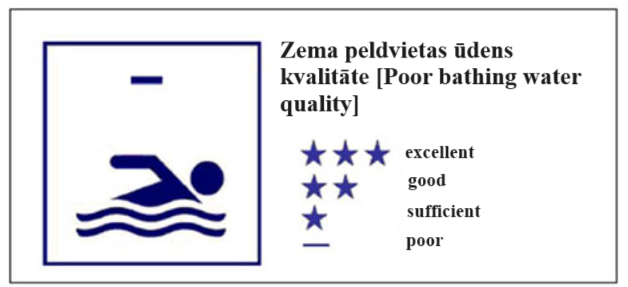 Zema peldvietas ūdens
kvalitāte [Poor bathing water
quality]
excellent
good
sufficient
poor